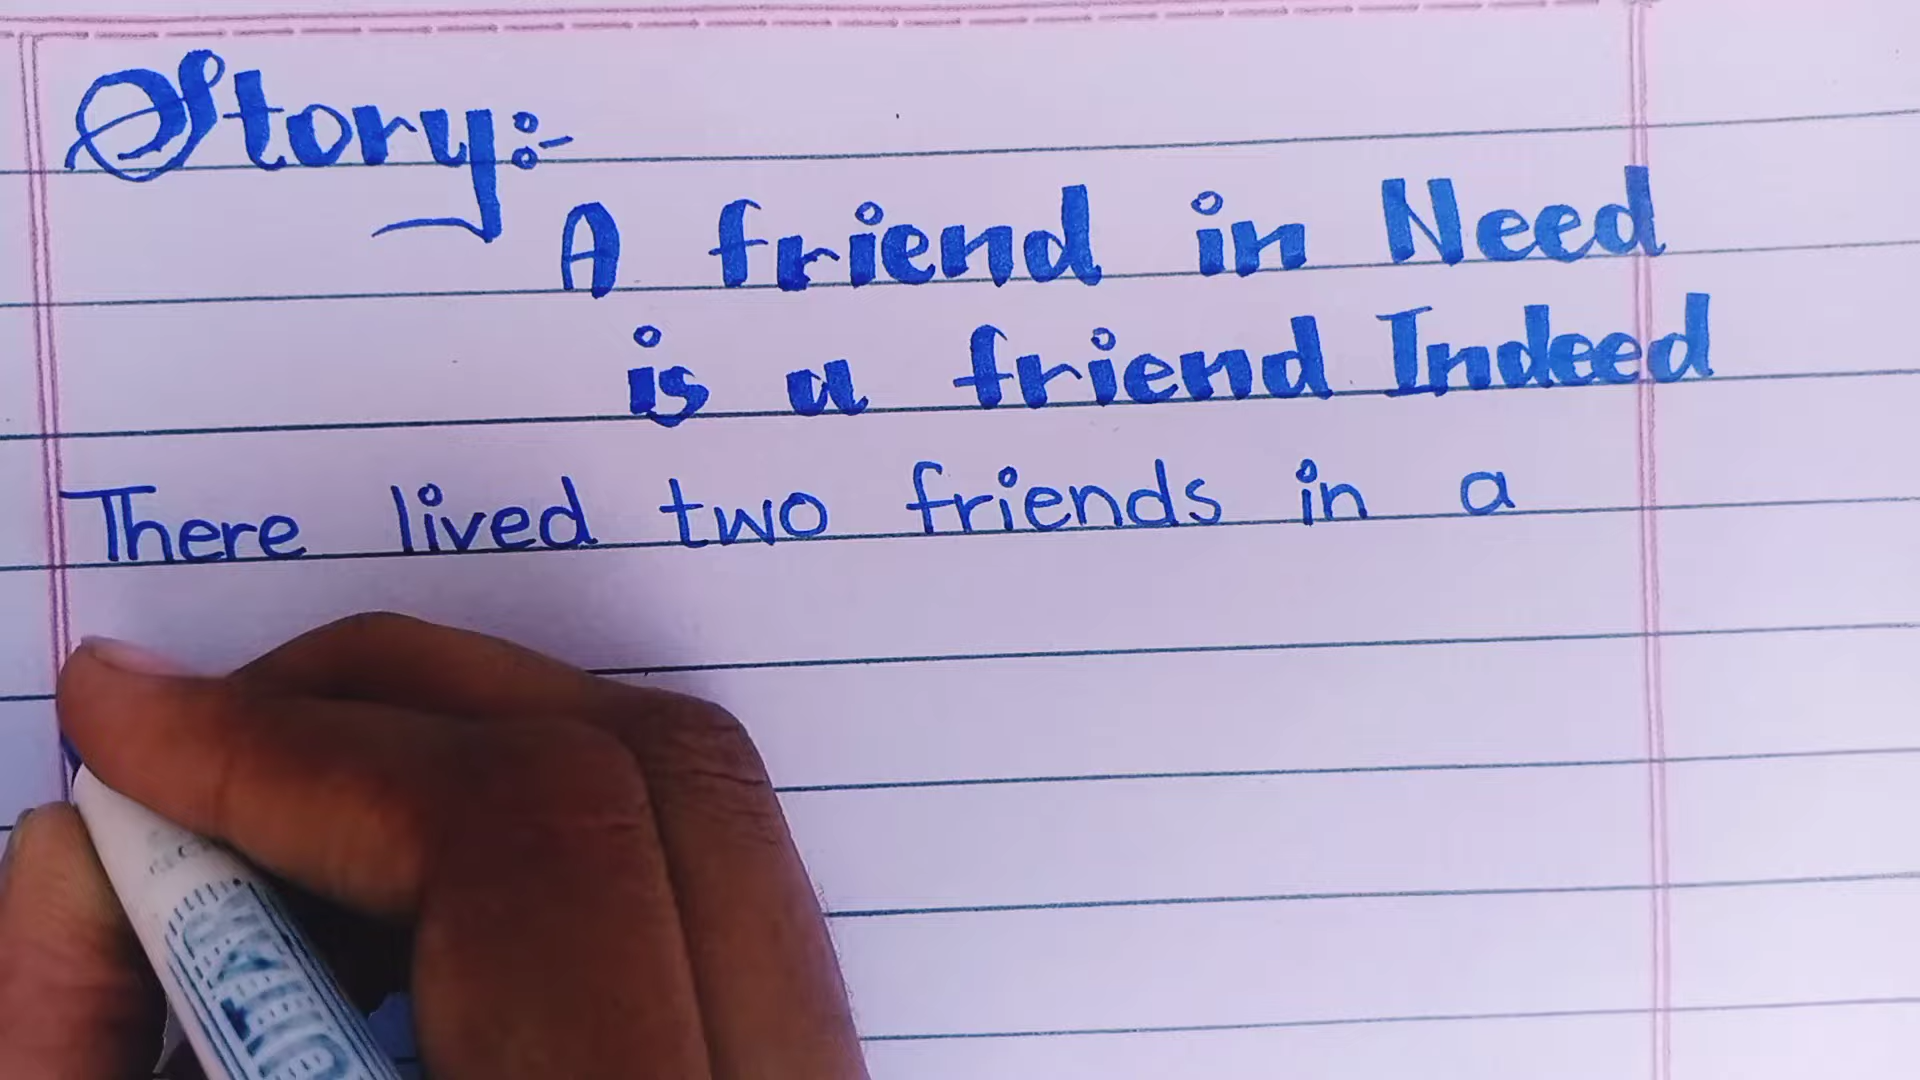 Story:-
A friend in Need
is a friend Indeed
There lived two friends in a